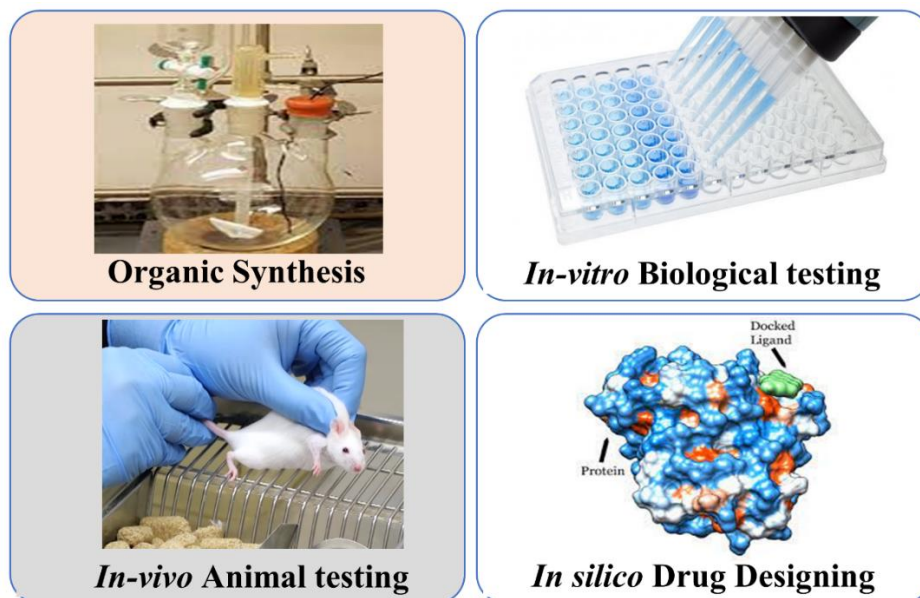 Organic Synthesis
In-vitro Biological testing
In-vivo Animal testing
Docked
Ligand
Protein
In silico Drug Designing